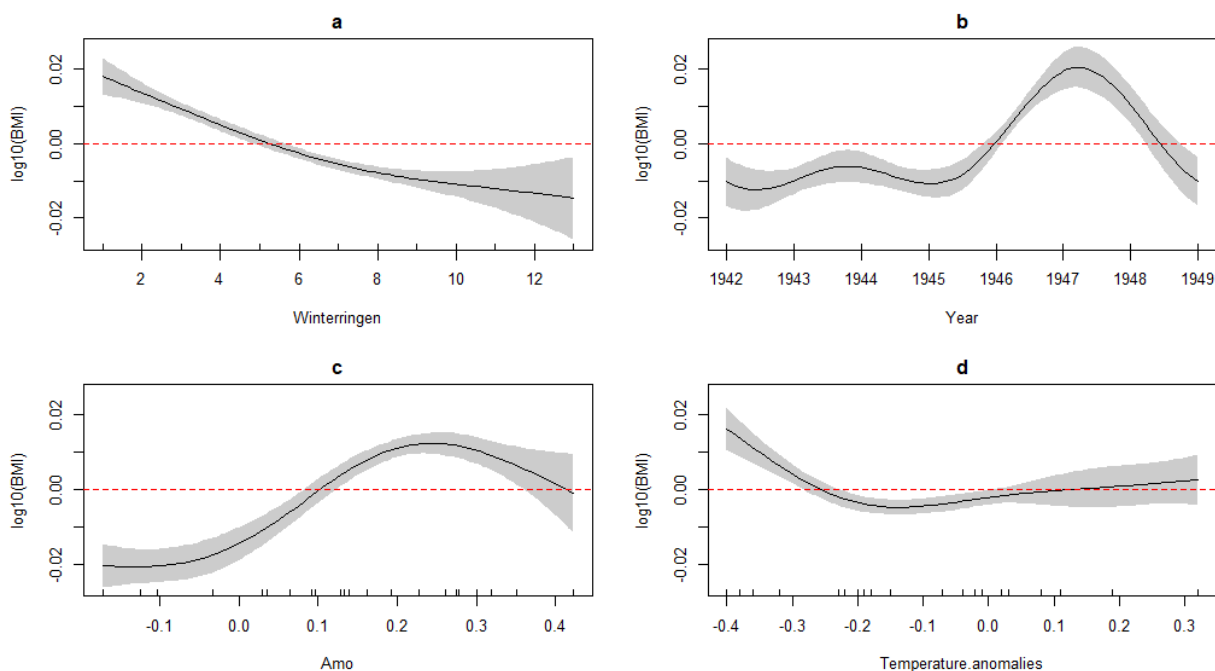 a
log10(BMI)
0.02
0.00
-0.02
2 4 6 8 10 12
Winterringen
b
log10(BMI)
0.02
0.00
-0.02
1942 1943 1944 1945 1946 1947 1948 1949
Year
c
log10(BMI)
0.02
0.00
-0.02
-0.1 0.0 0.1 0.2 0.3 0.4
Amo
d
log10(BMI)
0.02
0.00
-0.02
-0.4 -0.3 -0.2 -0.1 0.0 0.1 0.2 0.3
Temperature.anomalies